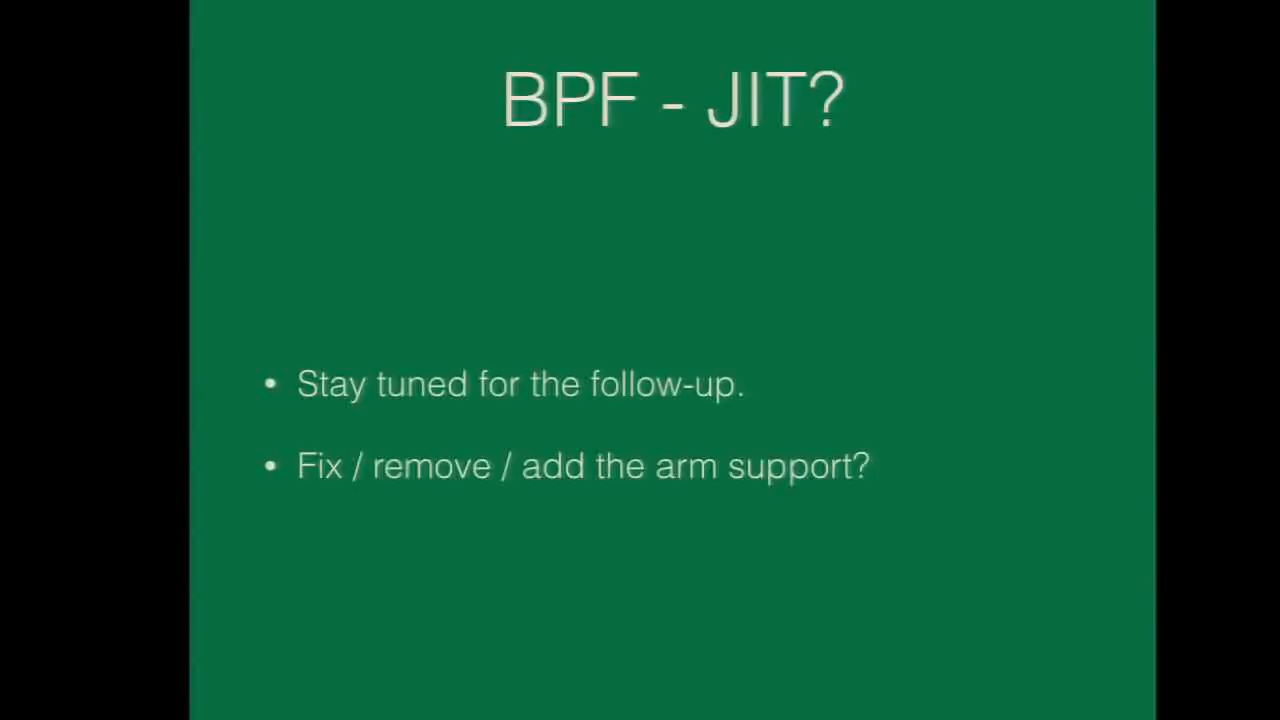 BPF - JIT?
• Stay tuned for the follow-up.
• Fix / remove / add the arm support?